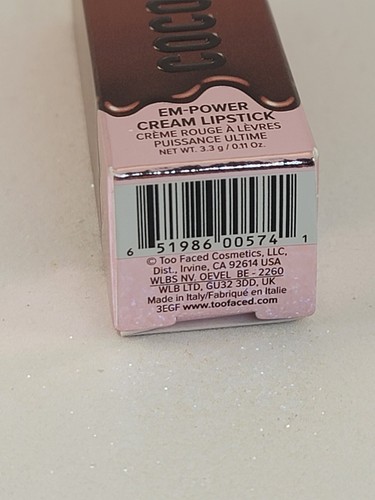 COCO
EM-POWER
CREAM LIPSTICK
CRÈME ROUGE À LÈVRES
PUISSANCE ULTIME
NET WT. 3.3 g / 0.11 Oz.
6 51986 00574 1
© Too Faced Cosmetics, LLC,
Dist., Irvine, CA 92614 USA
WLBS NV. OEVEL BE - 2260
WLB LTD, GU32 3DD, UK
Made in Italy/Fabriqué en Italie
3EGF www.toofaced.com